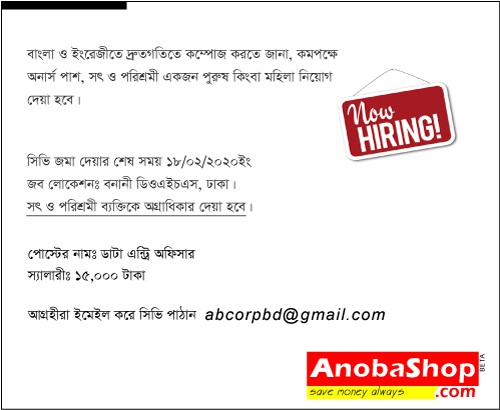 বাংলা ও ইংরেজীতে দ্রুতগতিতে কম্পোজ করতে জানা, কমপক্ষে
অনার্স পাশ, সৎ ও পরিশ্রমী একজন পুরুষ কিংবা মহিলা নিয়োগ
দেয়া হবে।
Now
HIRING!
সিভি জমা দেয়ার শেষ সময় ১৮/০২/২০২০ইং
জব লোকেশনঃ বনানী ডিওএইচএস, ঢাকা।
সৎ ও পরিশ্রমী ব্যক্তিকে অগ্রাধিকার দেয়া হবে।
পোস্টের নামঃ ডাটা এন্ট্রি অফিসার
স্যালারীঃ ১৫,০০০ টাকা
আগ্রহীরা ইমেইল করে সিভি পাঠান abcorpbd@gmail.com
AnobaShop BETA
save money always .com